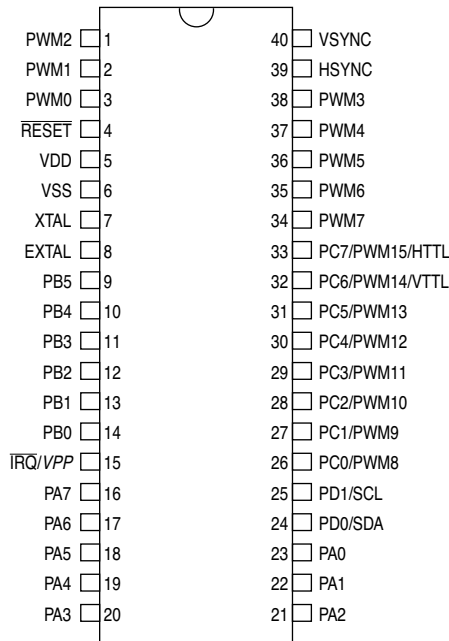 PWM2 1 40 VSYNC
PWM1 2 39 HSYNC
PWM0 3 38 PWM3
RESET 4 37 PWM4
VDD 5 36 PWM5
VSS 6 35 PWM6
XTAL 7 34 PWM7
EXTAL 8 33 PC7/PWM15/HTTL
PB5 9 32 PC6/PWM14/VTTL
PB4 10 31 PC5/PWM13
PB3 11 30 PC4/PWM12
PB2 12 29 PC3/PWM11
PB1 13 28 PC2/PWM10
PB0 14 27 PC1/PWM9
IRQ/VPP 15 26 PC0/PWM8
PA7 16 25 PD1/SCL
PA6 17 24 PD0/SDA
PA5 18 23 PA0
PA4 19 22 PA1
PA3 20 21 PA2